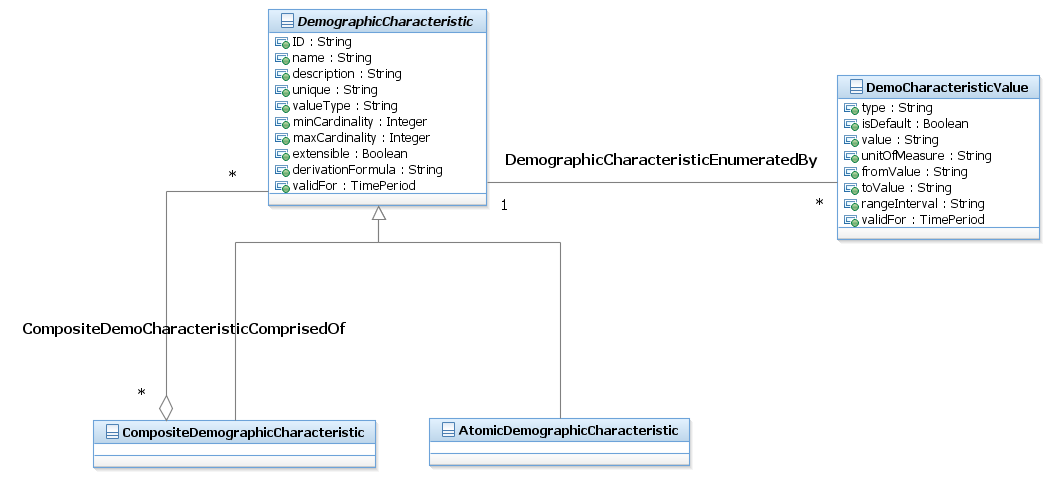 DemographicCharacteristic
ID : String
name : String
description : String
unique : String
valueType : String
minCardinality : Integer
maxCardinality : Integer
extensible : Boolean
derivationFormula : String
validFor : TimePeriod
DemoCharacteristicValue
type : String
isDefault : Boolean
value : String
unitOfMeasure : String
fromValue : String
toValue : String
rangeInterval : String
validFor : TimePeriod
DemographicCharacteristicEnumeratedBy
*
1
*
CompositeDemoCharacteristicComprisedOf
*
CompositeDemographicCharacteristic
AtomicDemographicCharacteristic